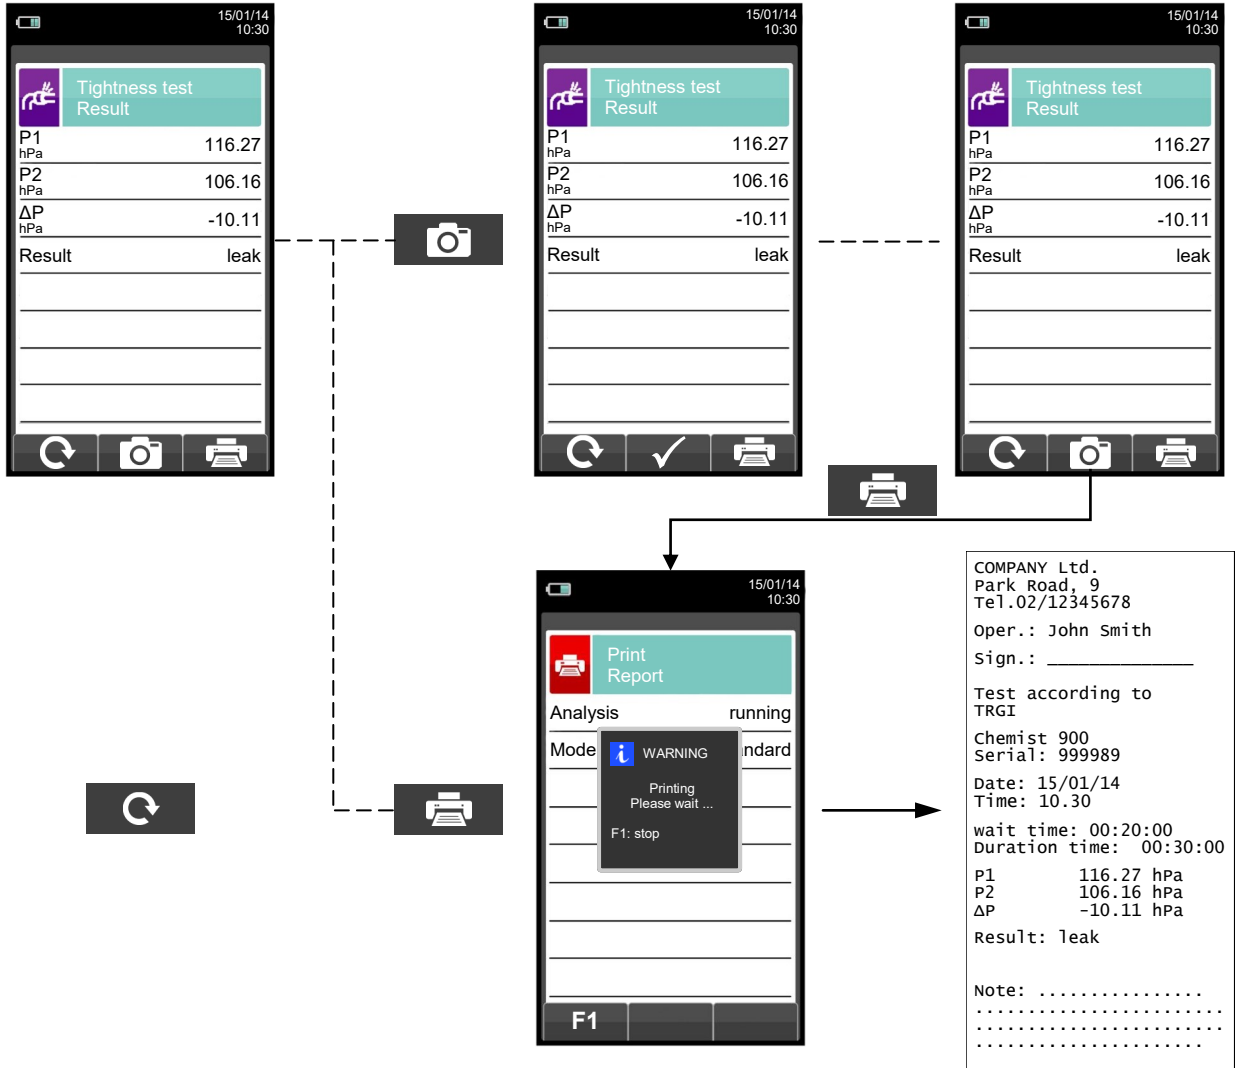 15/01/14
10:30
Tightness test
Result
P1
hPa
116.27
P2
hPa
106.16
ΔP
hPa
-10.11
Result leak
15/01/14
10:30
Tightness test
Result
P1
hPa
116.27
P2
hPa
106.16
ΔP
hPa
-10.11
Result leak
15/01/14
10:30
Tightness test
Result
P1
hPa
116.27
P2
hPa
106.16
ΔP
hPa
-10.11
Result leak
15/01/14
10:30
Print
Report
Analysis running
Mode ndard
i WARNING
Printing
Please wait ...
F1: stop
F1
COMPANY Ltd.
Park Road, 9
Tel.02/12345678
Oper.: John Smith
Sign.: ______________
Test according to
TRGI
Chemist 900
Serial: 999989
Date: 15/01/14
Time: 10.30
wait time: 00:20:00
Duration time: 00:30:00
P1 116.27 hPa
P2 106.16 hPa
ΔP -10.11 hPa
Result: leak
Note: ................
........................
........................
......................